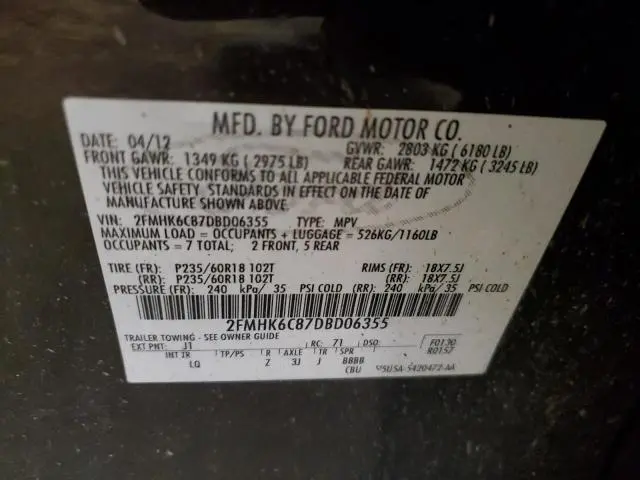 MFD. BY FORD MOTOR CO.
DATE: 04/12 GVWR: 2803 KG ( 6180 LB)
FRONT GAWR: 1349 KG ( 2975 LB) REAR GAWR: 1472 KG ( 3245 LB)
THIS VEHICLE CONFORMS TO ALL APPLICABLE FEDERAL MOTOR
VEHICLE SAFETY STANDARDS IN EFFECT ON THE DATE OF
MANUFACTURE SHOWN ABOVE.
VIN: 2FMHK6C87DBD06355 TYPE: MPV
MAXIMUM LOAD = OCCUPANTS + LUGGAGE = 526KG/1160LB
OCCUPANTS = 7 TOTAL; 2 FRONT, 5 REAR
TIRE (FR): P235/60R18 102T RIMS (FR): 18X7.5J
(RR): P235/60R18 102T (RR): 18X7.5J
PRESSURE (FR): 240 kPa/ 35 PSI COLD (RR): 240 kPa/ 35 PSI COLD
2FMHK6C87DBD06355
TRAILER TOWING - SEE OWNER GUIDE
EXT PNT: J1 RC: 71 DSO: F0130
R0157
INT TR TP/PS R AXLE TR SPR
LQ Z 3J J BBBB
CBU 5U5A-5420472-AA